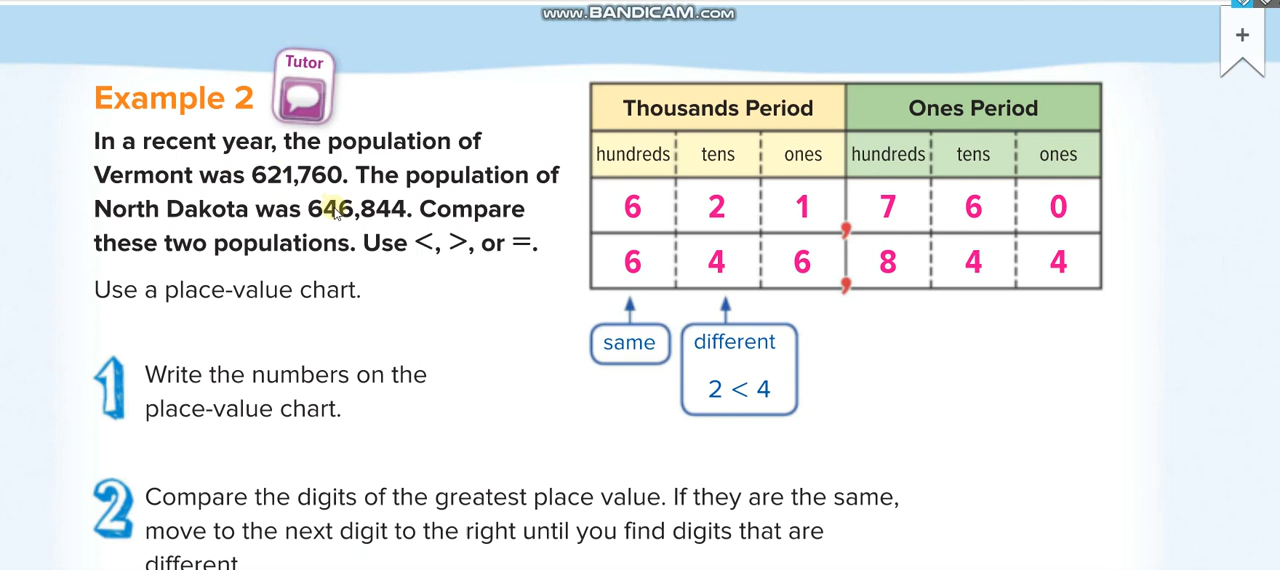 www.BANDICAM.com
Tutor
Example 2
In a recent year, the population of
Vermont was 621,760. The population of
North Dakota was 646,844. Compare
these two populations. Use <, >, or =.
Use a place-value chart.
Thousands Period Ones Period
hundreds tens ones hundreds tens ones
6 2 1 , 7 6 0
6 4 6 , 8 4 4
same different
2 < 4
1 Write the numbers on the
place-value chart.
2 Compare the digits of the greatest place value. If they are the same,
move to the next digit to the right until you find digits that are
different